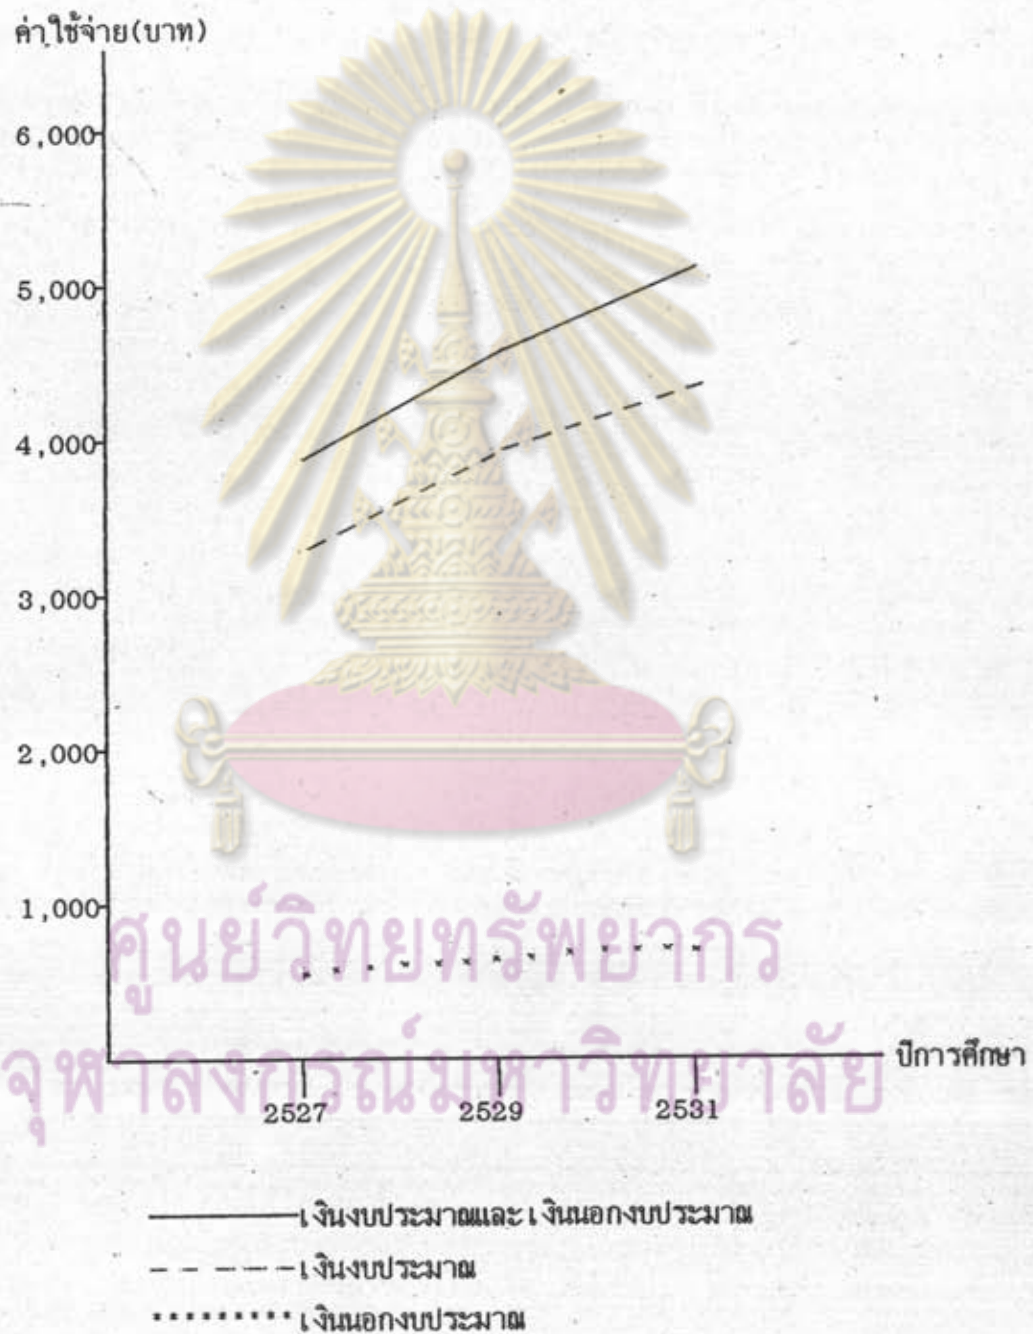 ค่าใช้จ่าย(บาท)
6,000
5,000
4,000
3,000
2,000
1,000
ศูนย์วิทยทรัพยากร
จุฬาลงกรณ์มหาวิทยาลัย
ปีการศึกษา
2527 2529 2531
เงินงบประมาณและเงินนอกงบประมาณ
เงินงบประมาณ
เงินนอกงบประมาณ